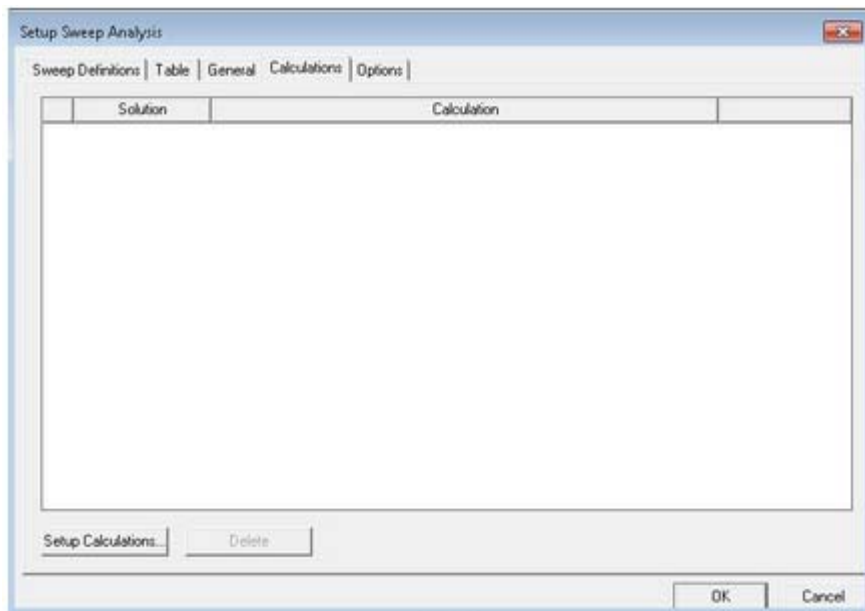 Setup Sweep Analysis
Sweep Definitions | Table | General | Calculations | Options |
Solution Calculation
Setup Calculations... Delete
OK Cancel